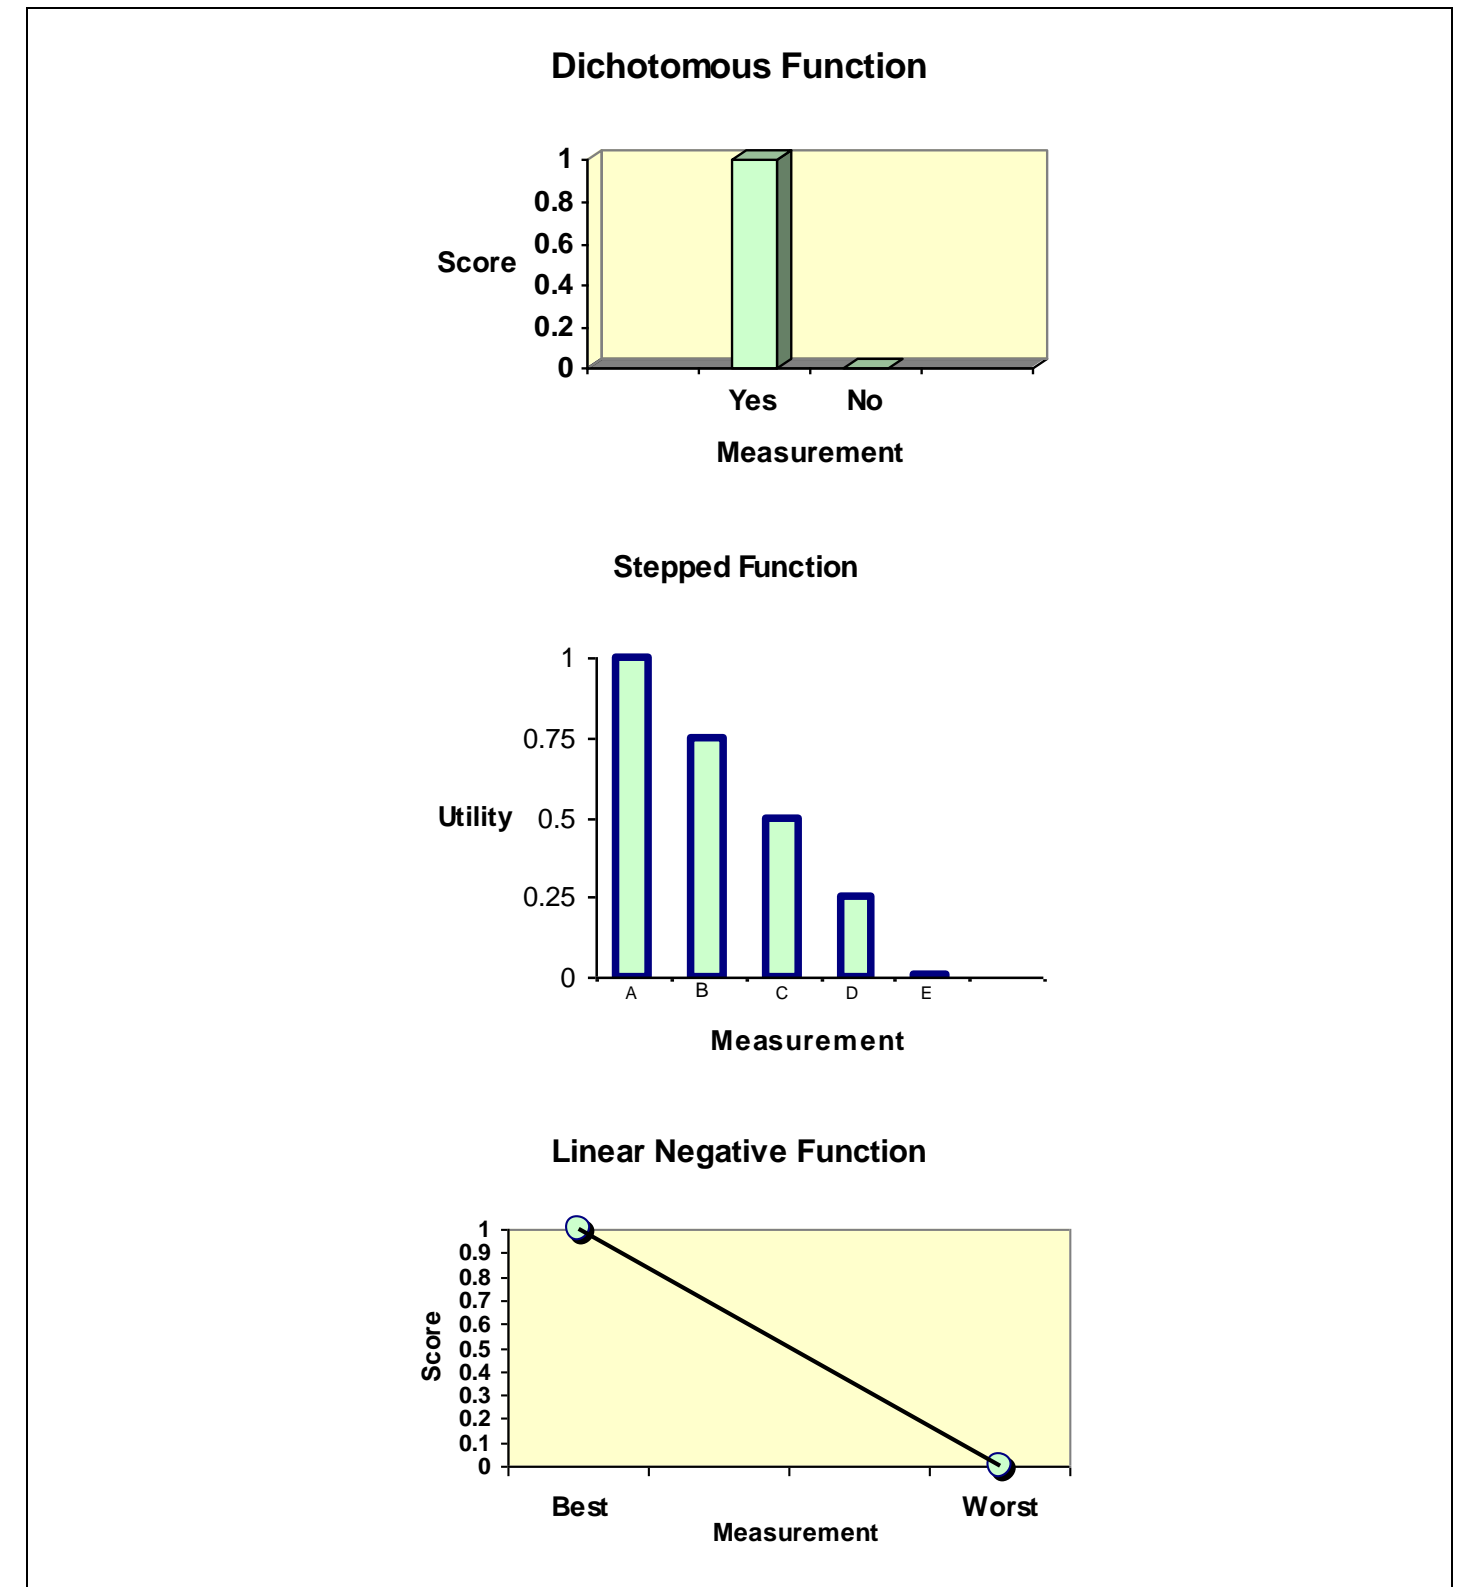 Dichotomous Function
1
0.8
0.6
Score
0.4
0.2
0
Yes No
Measurement
Stepped Function
1
0.75
Utility 0.5
0.25
0
A B C D E
Measurement
Linear Negative Function
1
0.9
0.8
0.7
0.6
Score
0.5
0.4
0.3
0.2
0.1
0
Best Worst
Measurement